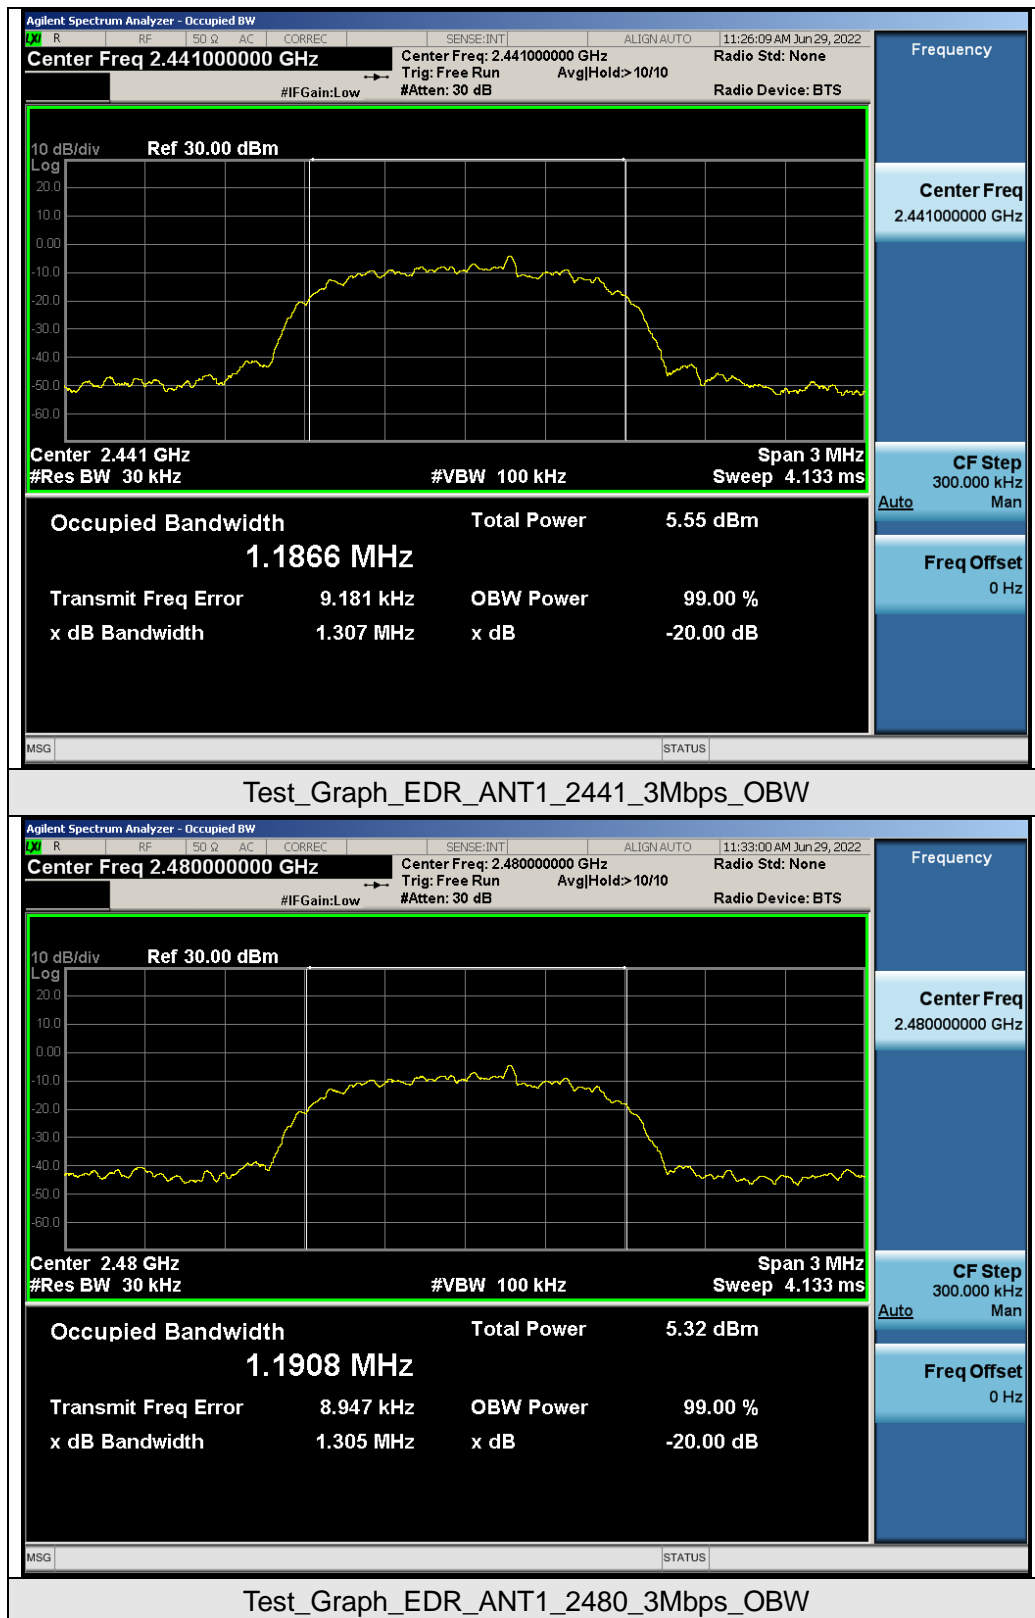 Agilent Spectrum Analyzer - Occupied BW
LXI R RF 50 Ω AC CORREC SENSE:INT ALIGN AUTO 11:26:09 AM Jun 29, 2022
Center Freq 2.441000000 GHz Center Freq: 2.441000000 GHz Radio Std: None
Trig: Free Run Avg|Hold:>10/10
#IFGain:Low #Atten: 30 dB Radio Device: BTS
Frequency
10 dB/div Ref 30.00 dBm
Log
20.0
10.0
0.00
-10.0
-20.0
-30.0
-40.0
-50.0
-60.0
Center 2.441 GHz Span 3 MHz
#Res BW 30 kHz #VBW 100 kHz Sweep 4.133 ms
Occupied Bandwidth Total Power 5.55 dBm
1.1866 MHz
Transmit Freq Error 9.181 kHz OBW Power 99.00 %
x dB Bandwidth 1.307 MHz x dB -20.00 dB
Center Freq
2.441000000 GHz
CF Step
300.000 kHz
Auto Man
Freq Offset
0 Hz
MSG STATUS
Test_Graph_EDR_ANT1_2441_3Mbps_OBW
Agilent Spectrum Analyzer - Occupied BW
LXI R RF 50 Ω AC CORREC SENSE:INT ALIGN AUTO 11:33:00 AM Jun 29, 2022
Center Freq 2.480000000 GHz Center Freq: 2.480000000 GHz Radio Std: None
Trig: Free Run Avg|Hold:>10/10
#IFGain:Low #Atten: 30 dB Radio Device: BTS
Frequency
10 dB/div Ref 30.00 dBm
Log
20.0
10.0
0.00
-10.0
-20.0
-30.0
-40.0
-50.0
-60.0
Center 2.48 GHz Span 3 MHz
#Res BW 30 kHz #VBW 100 kHz Sweep 4.133 ms
Occupied Bandwidth Total Power 5.32 dBm
1.1908 MHz
Transmit Freq Error 8.947 kHz OBW Power 99.00 %
x dB Bandwidth 1.305 MHz x dB -20.00 dB
Center Freq
2.480000000 GHz
CF Step
300.000 kHz
Auto Man
Freq Offset
0 Hz
MSG STATUS
Test_Graph_EDR_ANT1_2480_3Mbps_OBW